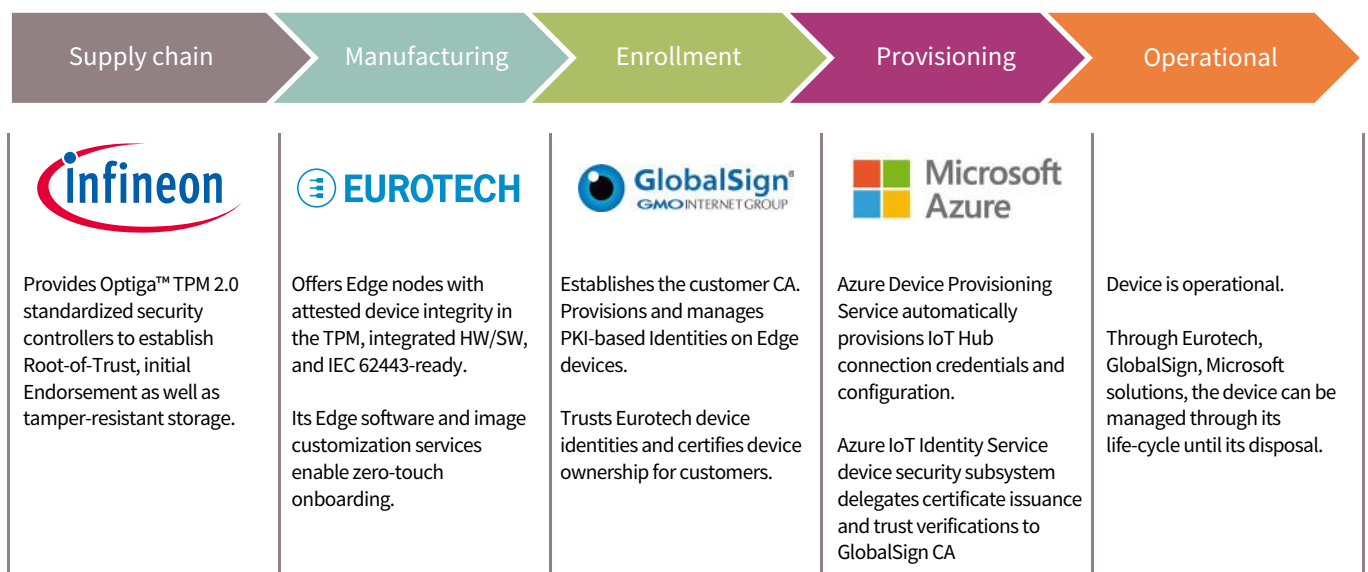 Supply chain
Manufacturing
Enrollment
Provisioning
Operational
infineon
Provides Optiga™ TPM 2.0
standardized security
controllers to establish
Root-of-Trust, initial
Endorsement as well as
tamper-resistant storage.
EUROTECH
Offers Edge nodes with
attested device integrity in
the TPM, integrated HW/SW,
and IEC 62443-ready.
Its Edge software and image
customization services
enable zero-touch
onboarding.
GlobalSign®
GMO INTERNET GROUP
Establishes the customer CA.
Provisions and manages
PKI-based Identities on Edge
devices.
Trusts Eurotech device
identities and certifies device
ownership for customers.
Microsoft
Azure
Azure Device Provisioning
Service automatically
provisions IoT Hub
connection credentials and
configuration.
Azure IoT Identity Service
device security subsystem
delegates certificate issuance
and trust verifications to
GlobalSign CA
Device is operational.
Through Eurotech,
GlobalSign, Microsoft
solutions, the device can be
managed through its
life-cycle until its disposal.